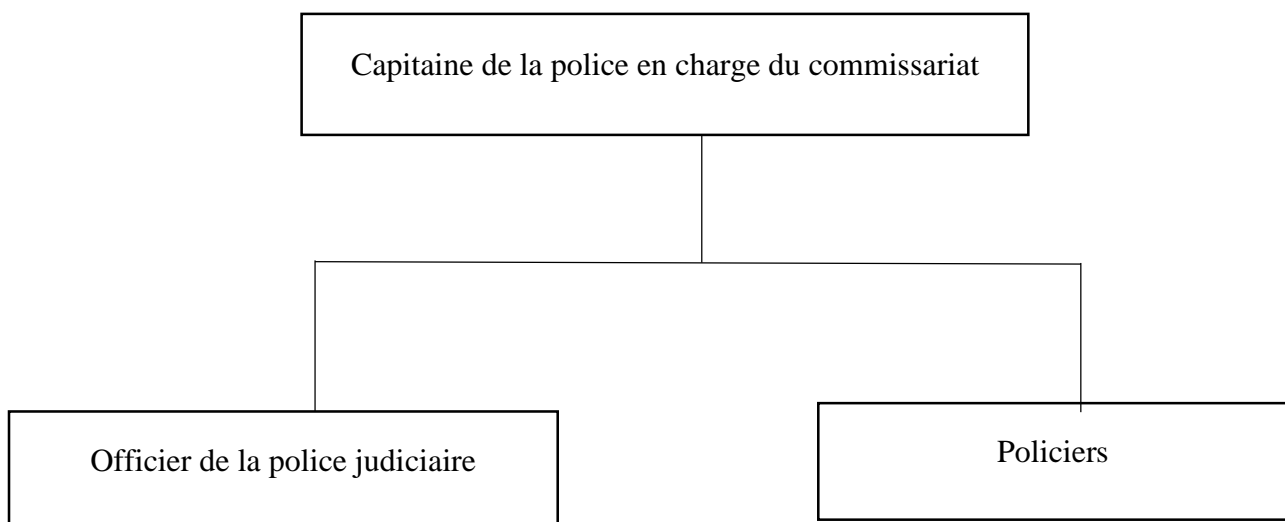 Capitaine de la police en charge du commissariat
Officier de la police judiciaire
Policiers